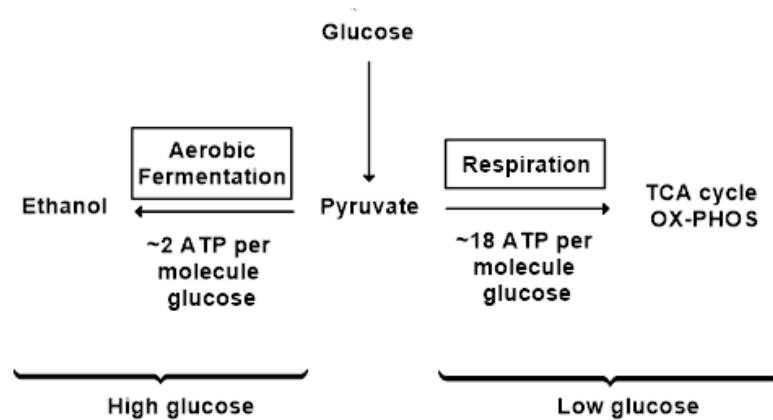 Glucose
Aerobic
Fermentation
Respiration
Ethanol
Pyruvate
TCA cycle
OX-PHOS
~2 ATP per
molecule
glucose
~18 ATP per
molecule
glucose
High glucose
Low glucose